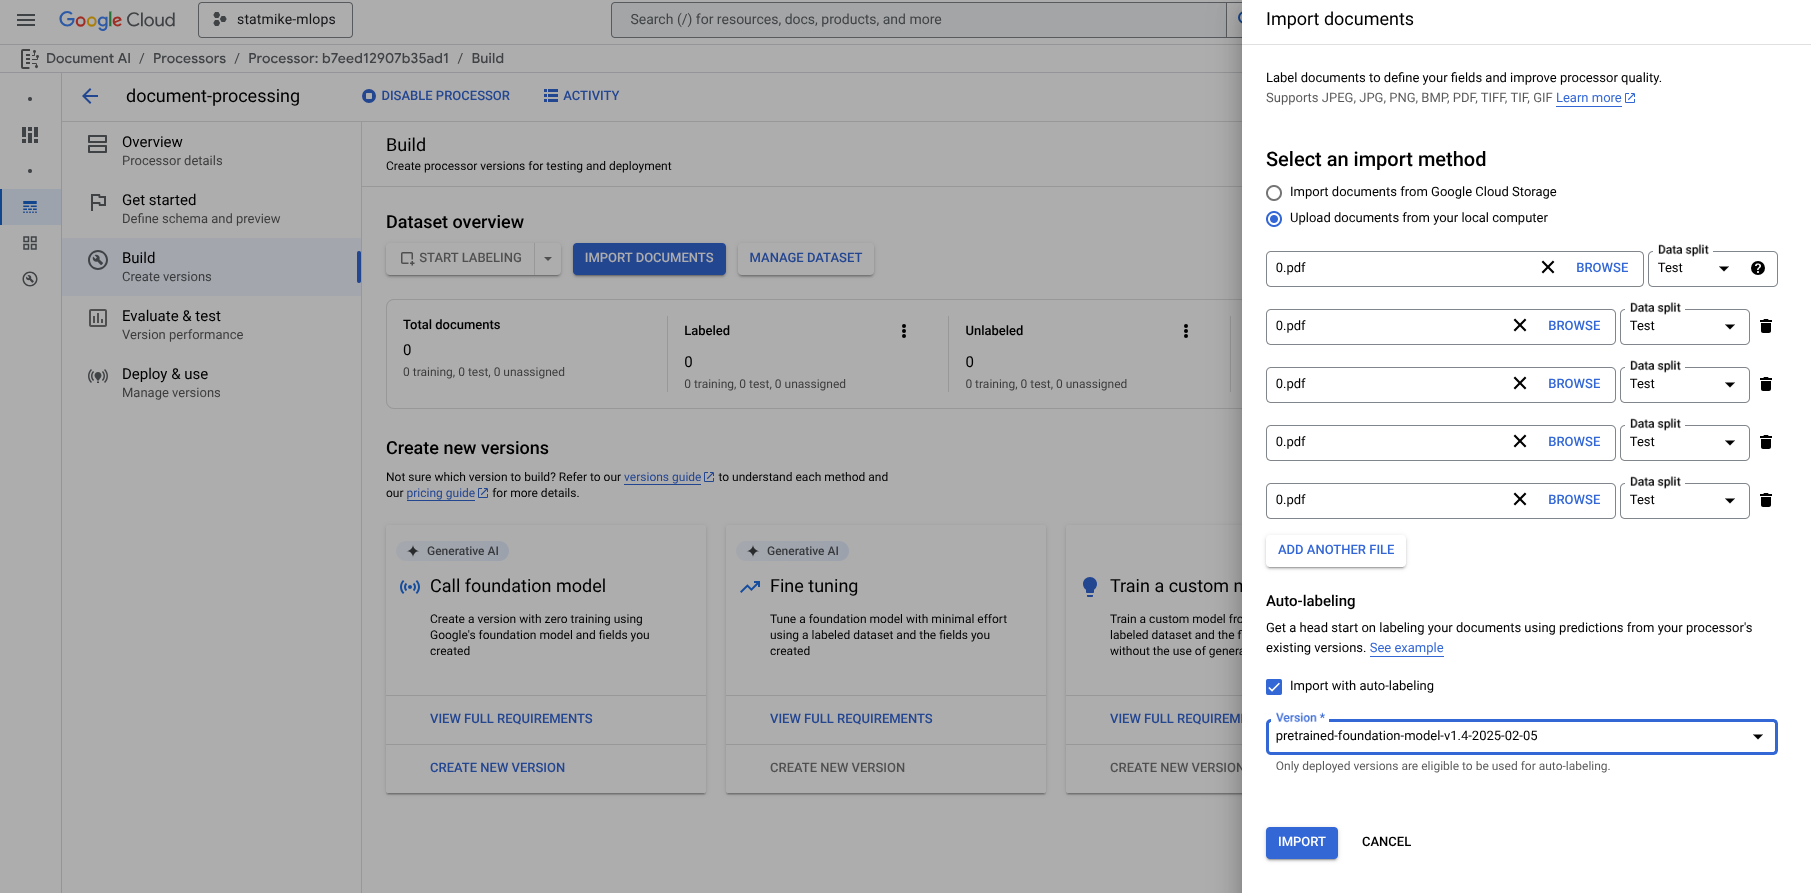 Google Cloud
statmike-mlops
Search (/) for resources, docs, products, and more
Document AI / Processors / Processor: b7eed12907b35ad1 / Build
document-processing
DISABLE PROCESSOR
ACTIVITY
Overview
Processor details
Get started
Define schema and preview
Build
Create versions
Evaluate & test
Version performance
Deploy & use
Manage versions
Build
Create processor versions for testing and deployment
Dataset overview
START LABELING
IMPORT DOCUMENTS
MANAGE DATASET
Total documents
0
0 training, 0 test, 0 unassigned
Labeled
0
0 training, 0 test, 0 unassigned
Unlabeled
0
0 training, 0 test, 0 unassigned
Create new versions
Not sure which version to build? Refer to our versions guide to understand each method and
our pricing guide for more details.
Generative AI
Call foundation model
Create a version with zero training using
Google's foundation model and fields you
created
VIEW FULL REQUIREMENTS
CREATE NEW VERSION
Generative AI
Fine tuning
Tune a foundation model with minimal effort
using a labeled dataset and the fields you
created
VIEW FULL REQUIREMENTS
CREATE NEW VERSION
Train a custom m
Train a custom model fro
labeled dataset and the f
without the use of genera
VIEW FULL REQUIREM
CREATE NEW VERSION
Import documents
Label documents to define your fields and improve processor quality.
Supports JPEG, JPG, PNG, BMP, PDF, TIFF, TIF, GIF Learn more
Select an import method
Import documents from Google Cloud Storage
Upload documents from your local computer
0.pdf BROWSE Data split Test
0.pdf BROWSE Data split Test
0.pdf BROWSE Data split Test
0.pdf BROWSE Data split Test
0.pdf BROWSE Data split Test
ADD ANOTHER FILE
Auto-labeling
Get a head start on labeling your documents using predictions from your processor's
existing versions. See example
Import with auto-labeling
Version *
pretrained-foundation-model-v1.4-2025-02-05
Only deployed versions are eligible to be used for auto-labeling.
IMPORT
CANCEL